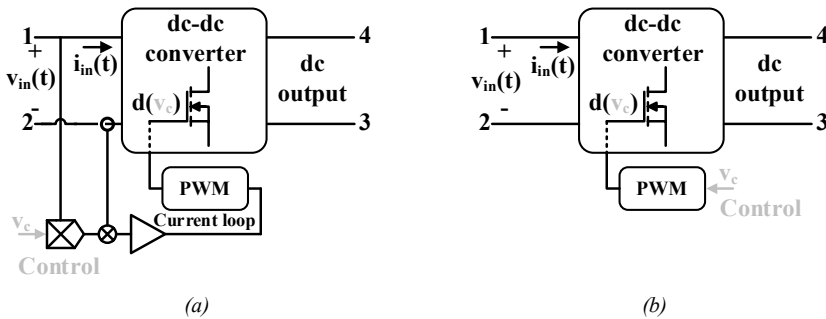 1
+
v_in(t)
-
2
i_in(t)
dc-dc
converter
d(v_c)
4
dc
output
3
PWM
Current loop
v_c
Control
(a)
1
+
v_in(t)
-
2
i_in(t)
dc-dc
converter
d(v_c)
4
dc
output
3
PWM
v_c
Control
(b)